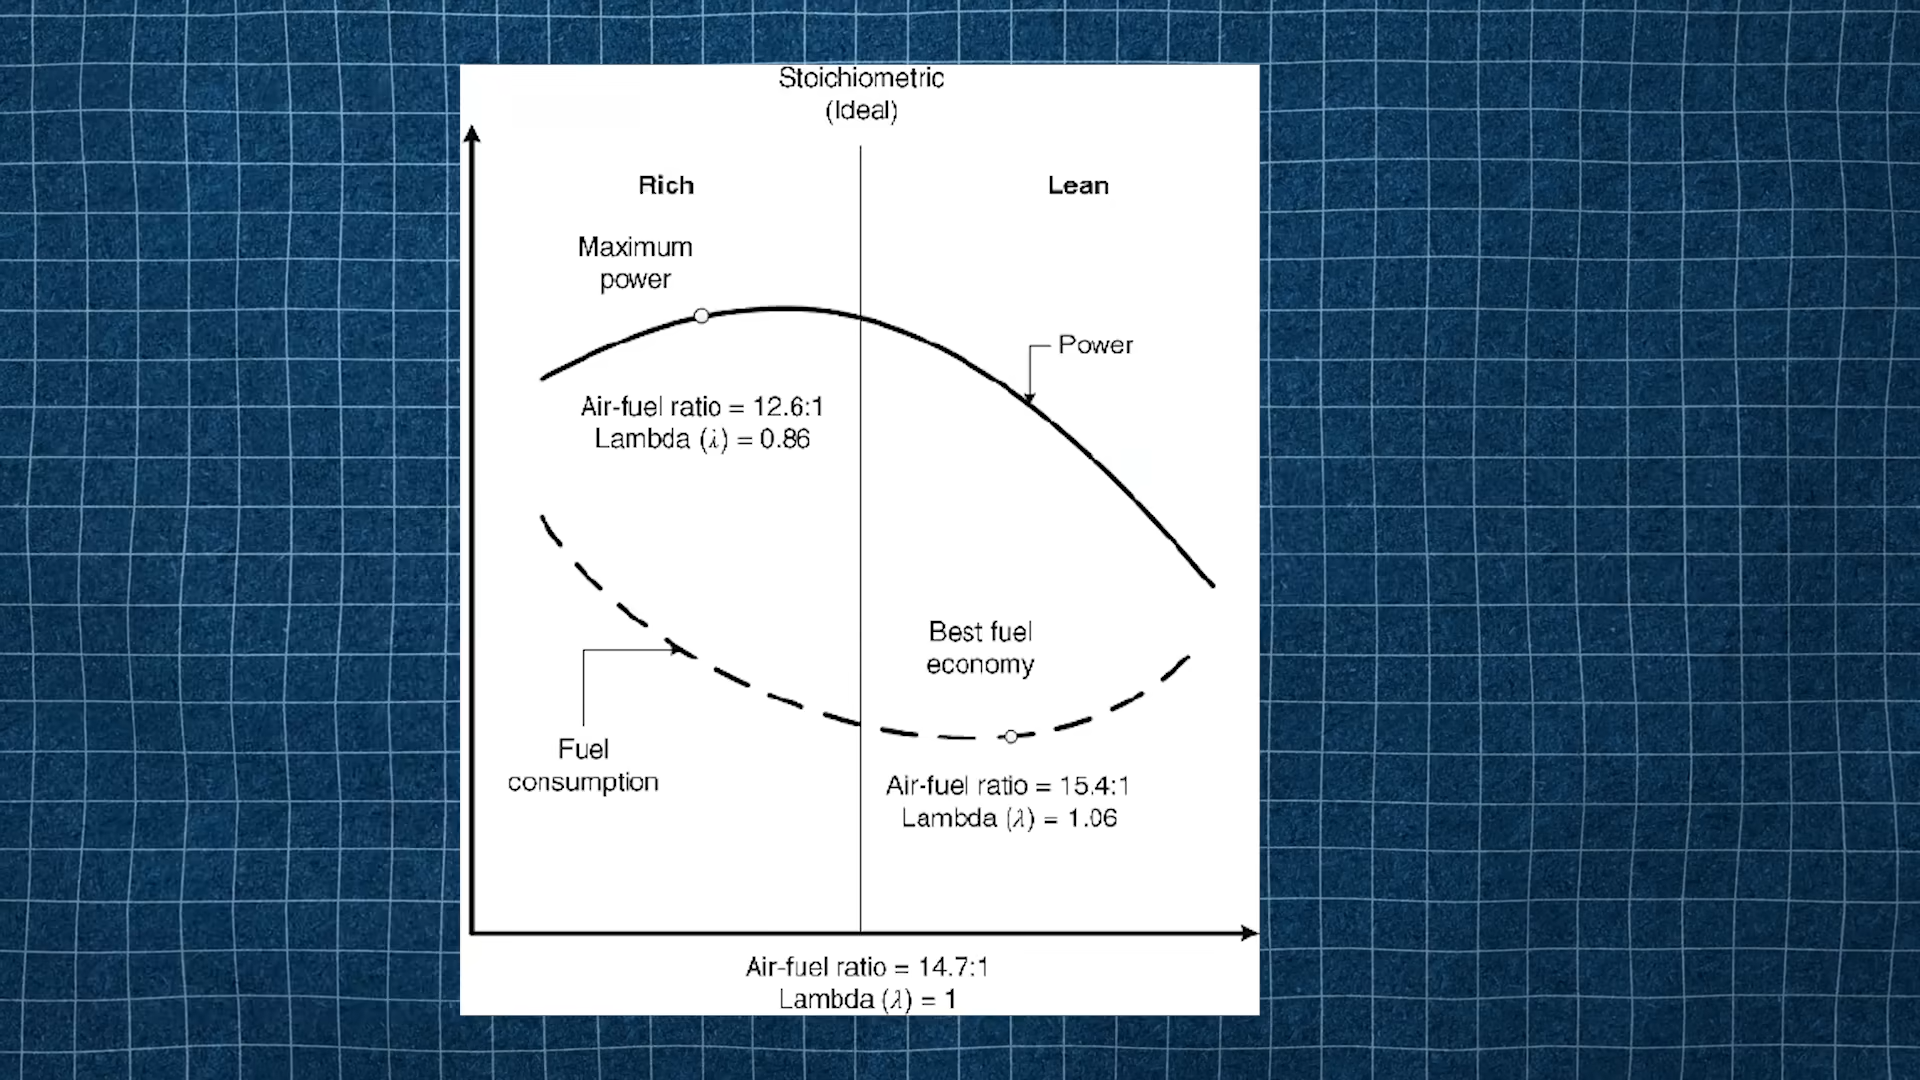 Stoichiometric
(Ideal)
Rich
Lean
Maximum
power
Power
Air-fuel ratio = 12.6:1
Lambda (λ) = 0.86
Best fuel
economy
Fuel
consumption
Air-fuel ratio = 15.4:1
Lambda (λ) = 1.06
Air-fuel ratio = 14.7:1
Lambda (λ) = 1